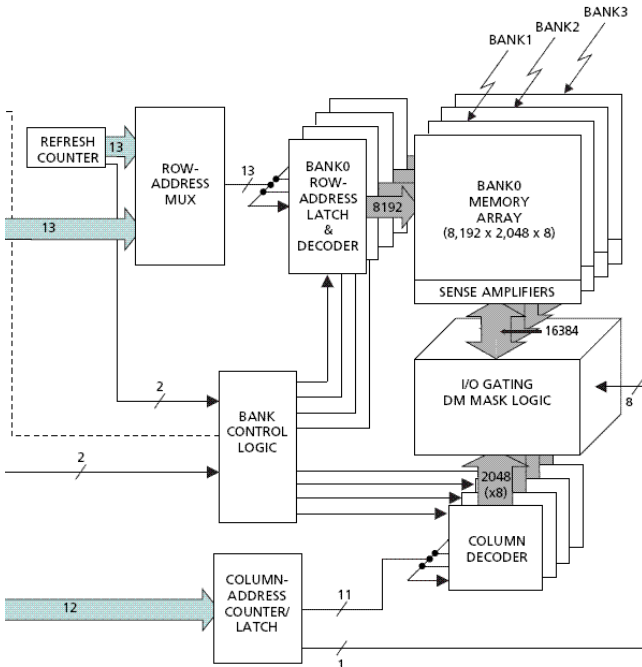 BANK3
BANK2
BANK1
REFRESH
COUNTER
13
ROW-
ADDRESS
MUX
13
13
BANK0
ROW-
ADDRESS
LATCH
&
DECODER
8192
BANK0
MEMORY
ARRAY
(8,192 x 2,048 x 8)
SENSE AMPLIFIERS
16384
I/O GATING
DM MASK LOGIC
8
2
BANK
CONTROL
LOGIC
2
2048
(x8)
COLUMN
DECODER
COLUMN-
ADDRESS
COUNTER/
LATCH
12
11
1